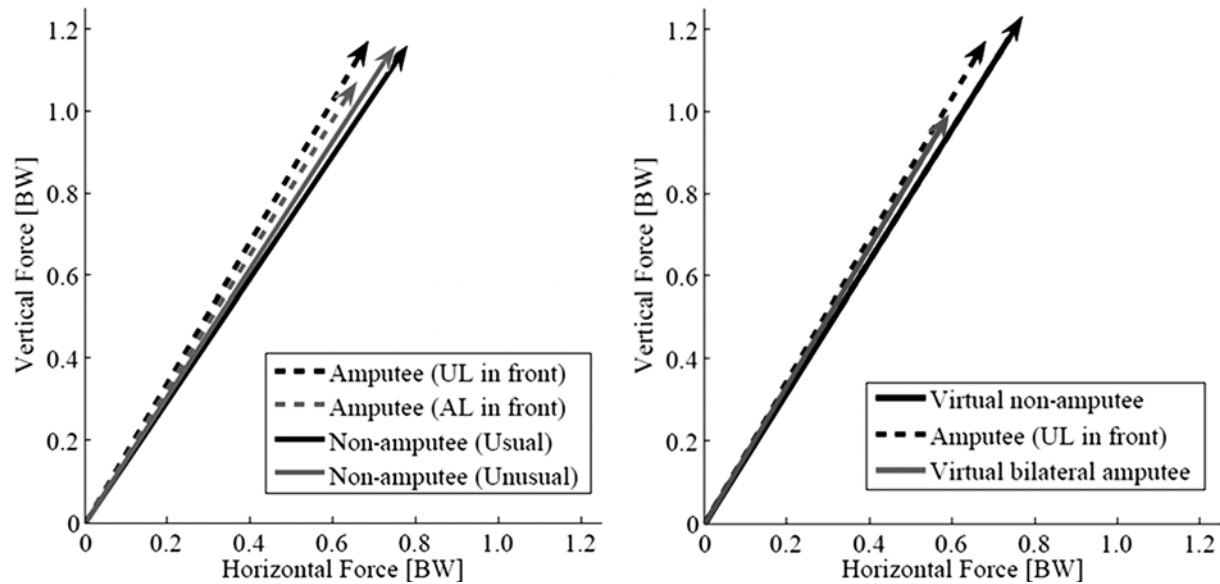 Vertical Force [BW]
1.2
1.0
0.8
0.6
0.4
0.2
0
0
0.2
0.4
0.6
0.8
1.0
1.2
Horizontal Force [BW]
Amputee (UL in front)
Amputee (AL in front)
Non-amputee (Usual)
Non-amputee (Unusual)
Vertical Force [BW]
1.2
1.0
0.8
0.6
0.4
0.2
0
0
0.2
0.4
0.6
0.8
1.0
1.2
Horizontal Force [BW]
Virtual non-amputee
Amputee (UL in front)
Virtual bilateral amputee